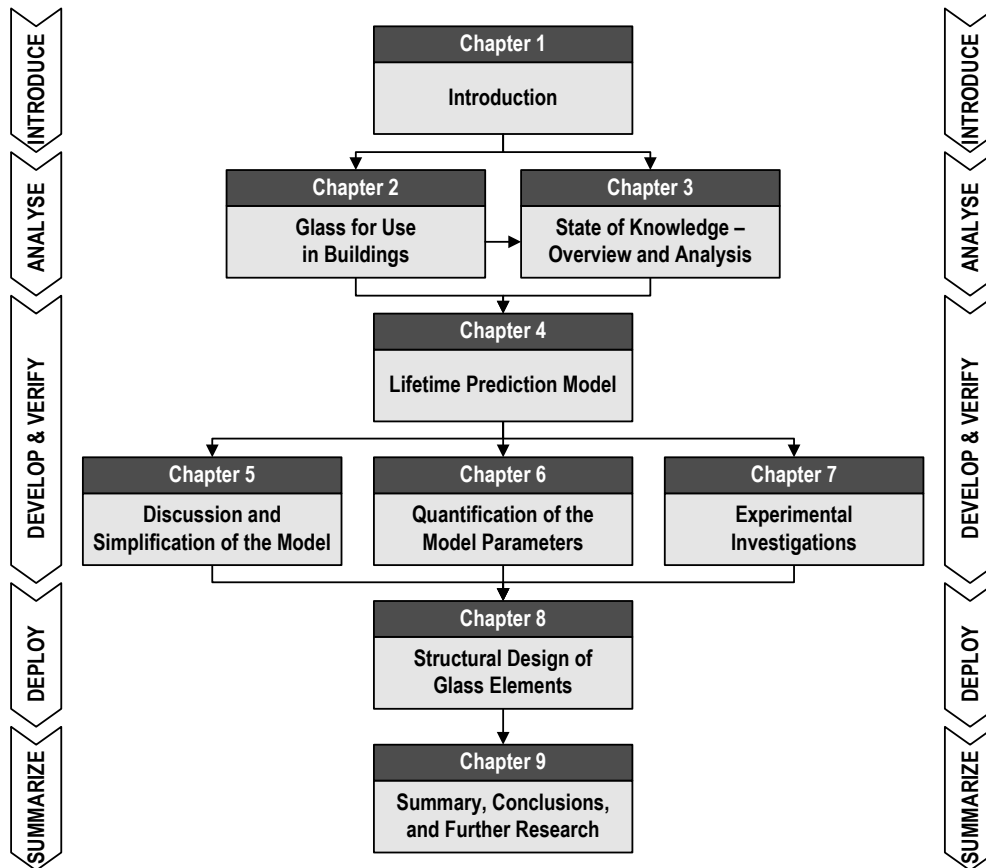 INTRODUCE
ANALYSE
DEVELOP & VERIFY
DEPLOY
SUMMARIZE
Chapter 1
Introduction
Chapter 2
Glass for Use
in Buildings
Chapter 3
State of Knowledge –
Overview and Analysis
Chapter 4
Lifetime Prediction Model
Chapter 5
Discussion and
Simplification of the Model
Chapter 6
Quantification of the
Model Parameters
Chapter 7
Experimental
Investigations
Chapter 8
Structural Design of
Glass Elements
Chapter 9
Summary, Conclusions,
and Further Research
INTRODUCE
ANALYSE
DEVELOP & VERIFY
DEPLOY
SUMMARIZE